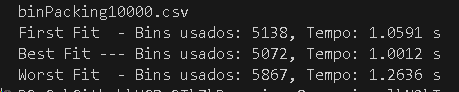 binPacking10000.csv
First Fit  - Bins usados: 5138, Tempo: 1.0591 s
Best Fit --- Bins usados: 5072, Tempo: 1.0012 s
Worst Fit  - Bins usados: 5867, Tempo: 1.2636 s